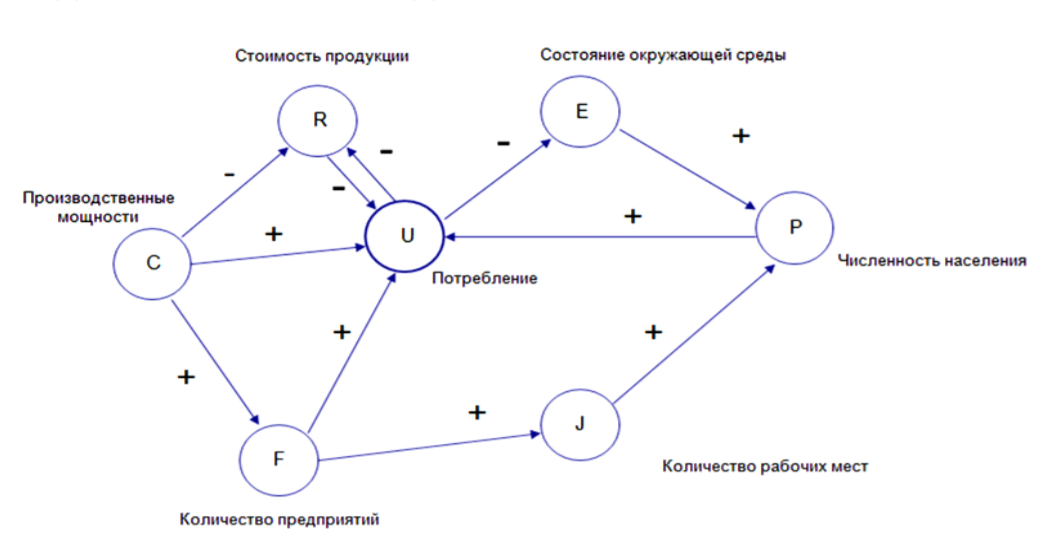 Стоимость продукции
Состояние окружающей среды
R
E
-
-
+
-
-
Производственные
мощности
+
+
U
P
C
Потребление
Численность населения
+
+
+
+
J
F
Количество рабочих мест
Количество предприятий